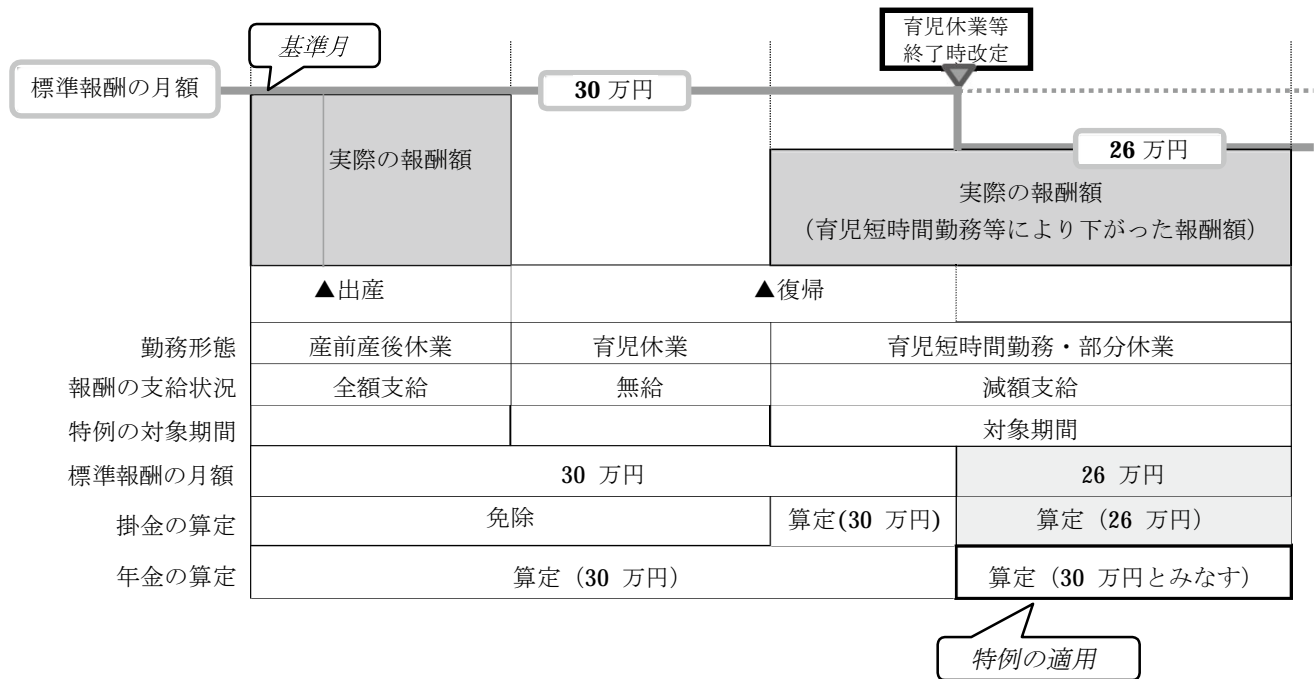 育児休業等
終了時改定
基準月
標準報酬の月額
30 万円
26 万円
実際の報酬額
実際の報酬額
(育児短時間勤務等により下がった報酬額)
▲出産
▲復帰
勤務形態
産前産後休業
育児休業
育児短時間勤務・部分休業
報酬の支給状況
全額支給
無給
減額支給
特例の対象期間
対象期間
標準報酬の月額
30 万円
26 万円
掛金の算定
免除
算定(30 万円)
算定(26 万円)
年金の算定
算定(30 万円)
算定(30 万円とみなす)
特例の適用